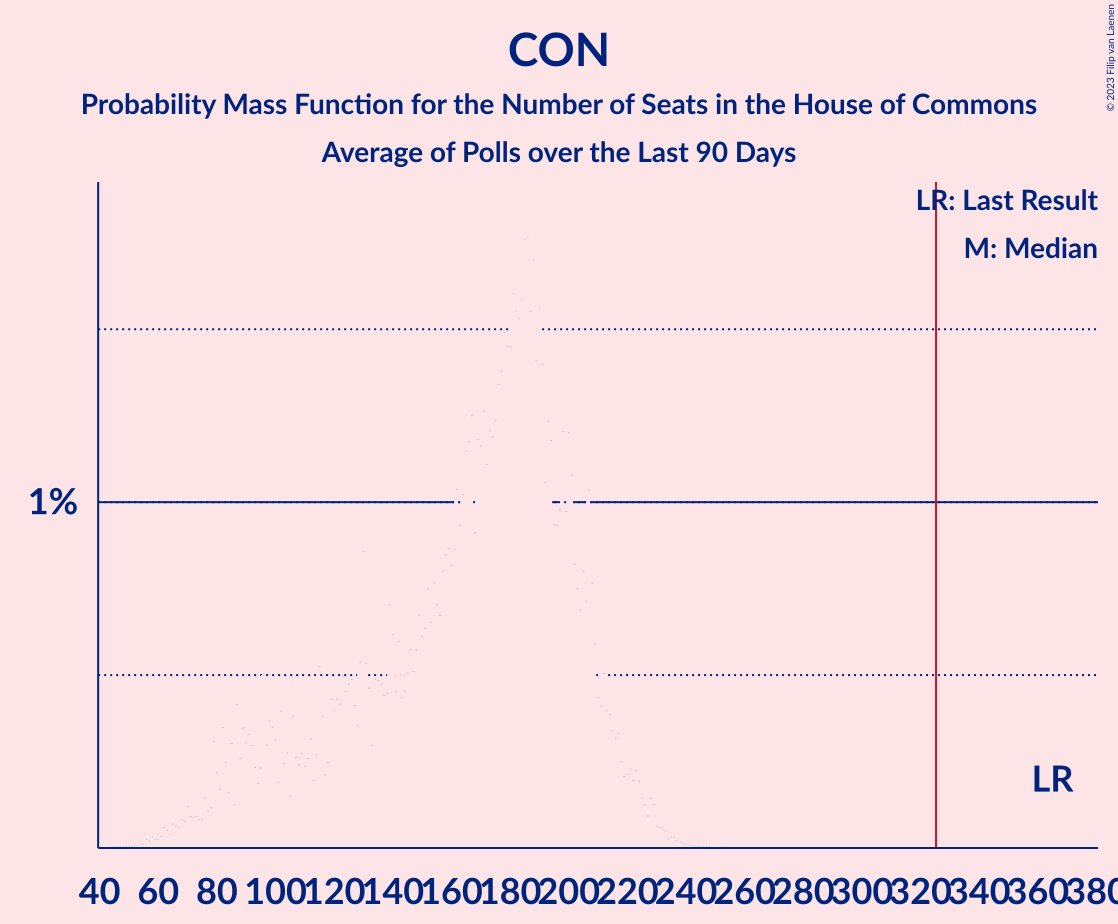 CON
Probability Mass Function for the Number of Seats in the House of Commons
Average of Polls over the Last 90 Days
© 2023 Filip van Laenen
LR: Last Result
M: Median
1%
LR
40 60 80 100 120 140 160 180 200 220 240 260 280 300 320 340 360 380